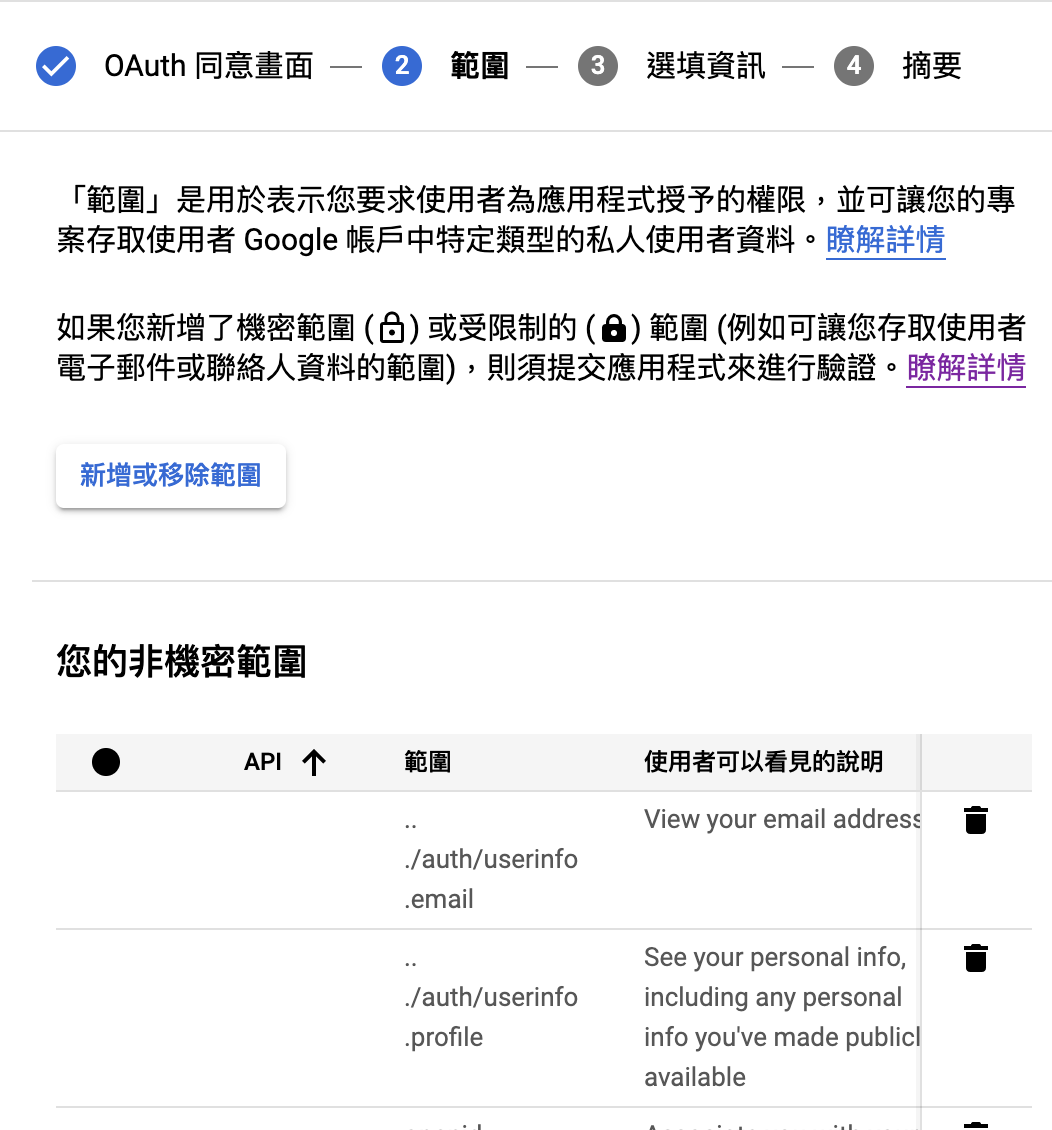 OAuth 同意畫面 — 2 範圍 — 3 選填資訊 — 4 摘要
「範圍」是用於表示您要求使用者為應用程式授予的權限，並可讓您的專
案存取使用者 Google 帳戶中特定類型的私人使用者資料。瞭解詳情
如果您新增了機密範圍 () 或受限制的 () 範圍 (例如可讓您存取使用者
電子郵件或聯絡人資料的範圍)，則須提交應用程式來進行驗證。瞭解詳情
新增或移除範圍
您的非機密範圍
API 範圍 使用者可以看見的說明
.. View your email address
./auth/userinfo
.email
.. See your personal info,
./auth/userinfo including any personal
.profile info you've made publicl
available